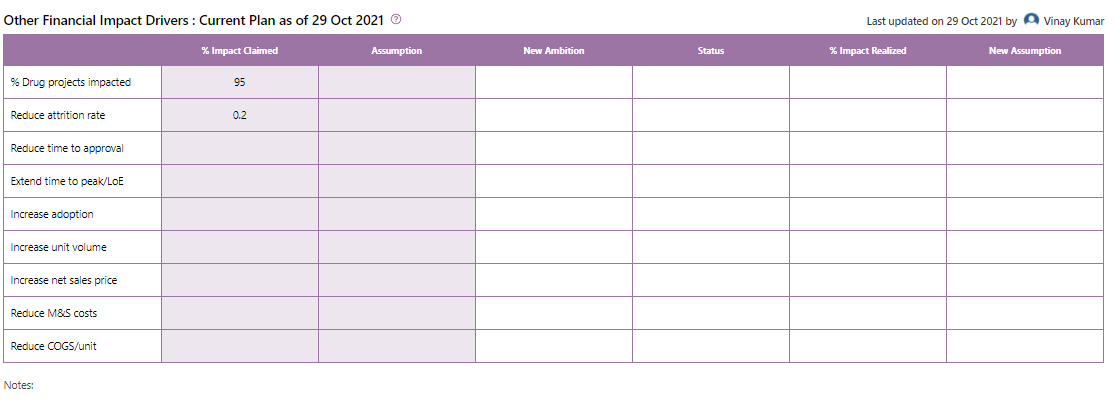 Other Financial Impact Drivers : Current Plan as of 29 Oct 2021 ?
Last updated on 29 Oct 2021 by Vinay Kumar
% Impact Claimed Assumption New Ambition Status % Impact Realized New Assumption
% Drug projects impacted 95
Reduce attrition rate 0.2
Reduce time to approval
Extend time to peak/LoE
Increase adoption
Increase unit volume
Increase net sales price
Reduce M&S costs
Reduce COGS/unit
Notes: